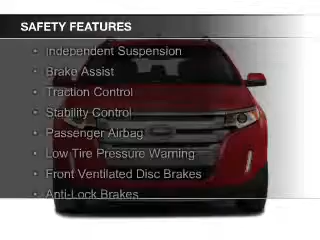 SAFETY FEATURES
• Independent Suspension
• Brake Assist
• Traction Control
• Stability Control
• Passenger Airbag
• Low Tire Pressure Warning
• Front Ventilated Disc Brakes
• Anti-Lock Brakes